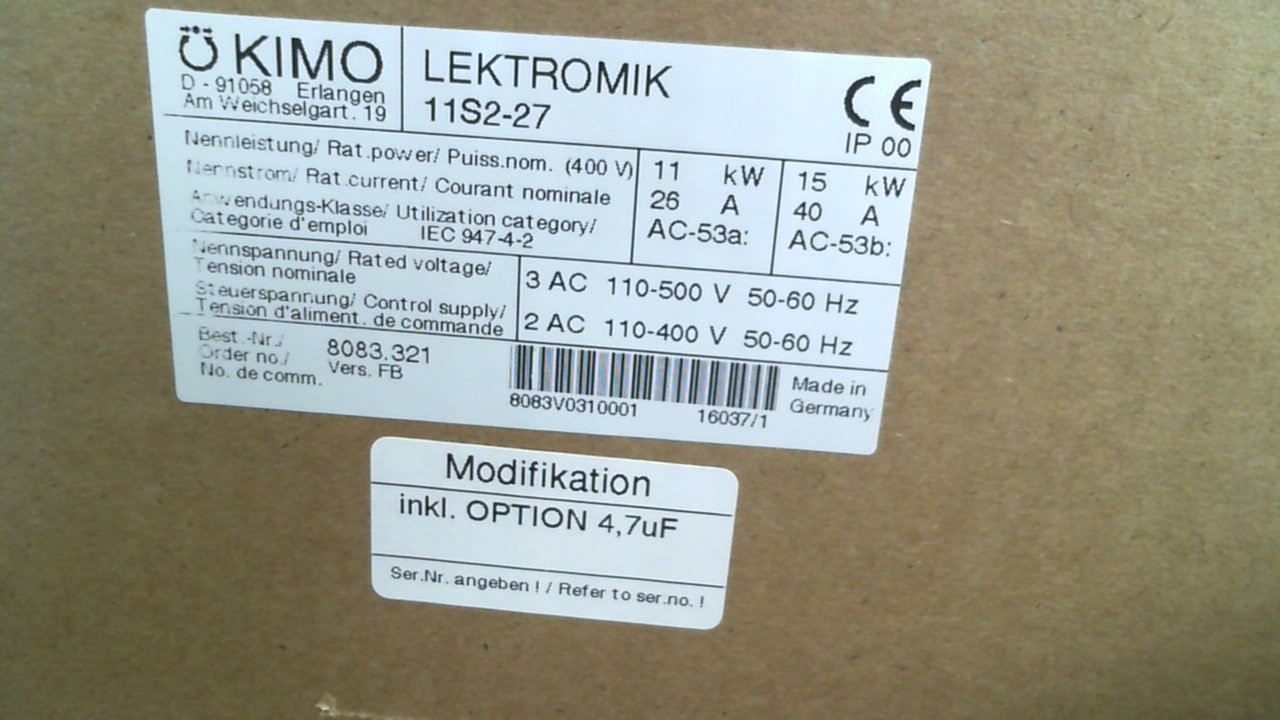 KIMO
D - 91058 Erlangen
Am Weichselgart. 19
LEKTROMIK
11S2-27
CE
IP 00
Nennleistung/ Rat.power/ Puiss.nom. (400 V) 11 kW 15 kW
Nennstrom/ Rat.current/ Courant nominale 26 A 40 A
Anwendungs-Klasse/ Utilization category/ AC-53a: AC-53b:
Categorie d'emploi IEC 947-4-2
Nennspannung/ Rated voltage/
Tension nominale
3 AC 110-500 V 50-60 Hz
Steuerspannung/ Control supply/
Tension d'aliment. de commande
2 AC 110-400 V 50-60 Hz
Best.-Nr./
Order no./
No. de comm.
8083.321
Vers. FB
8083V0310001 16037/1
Made in
Germany
Modifikation
inkl. OPTION 4,7uF
Ser.Nr. angeben ! / Refer to ser.no. !